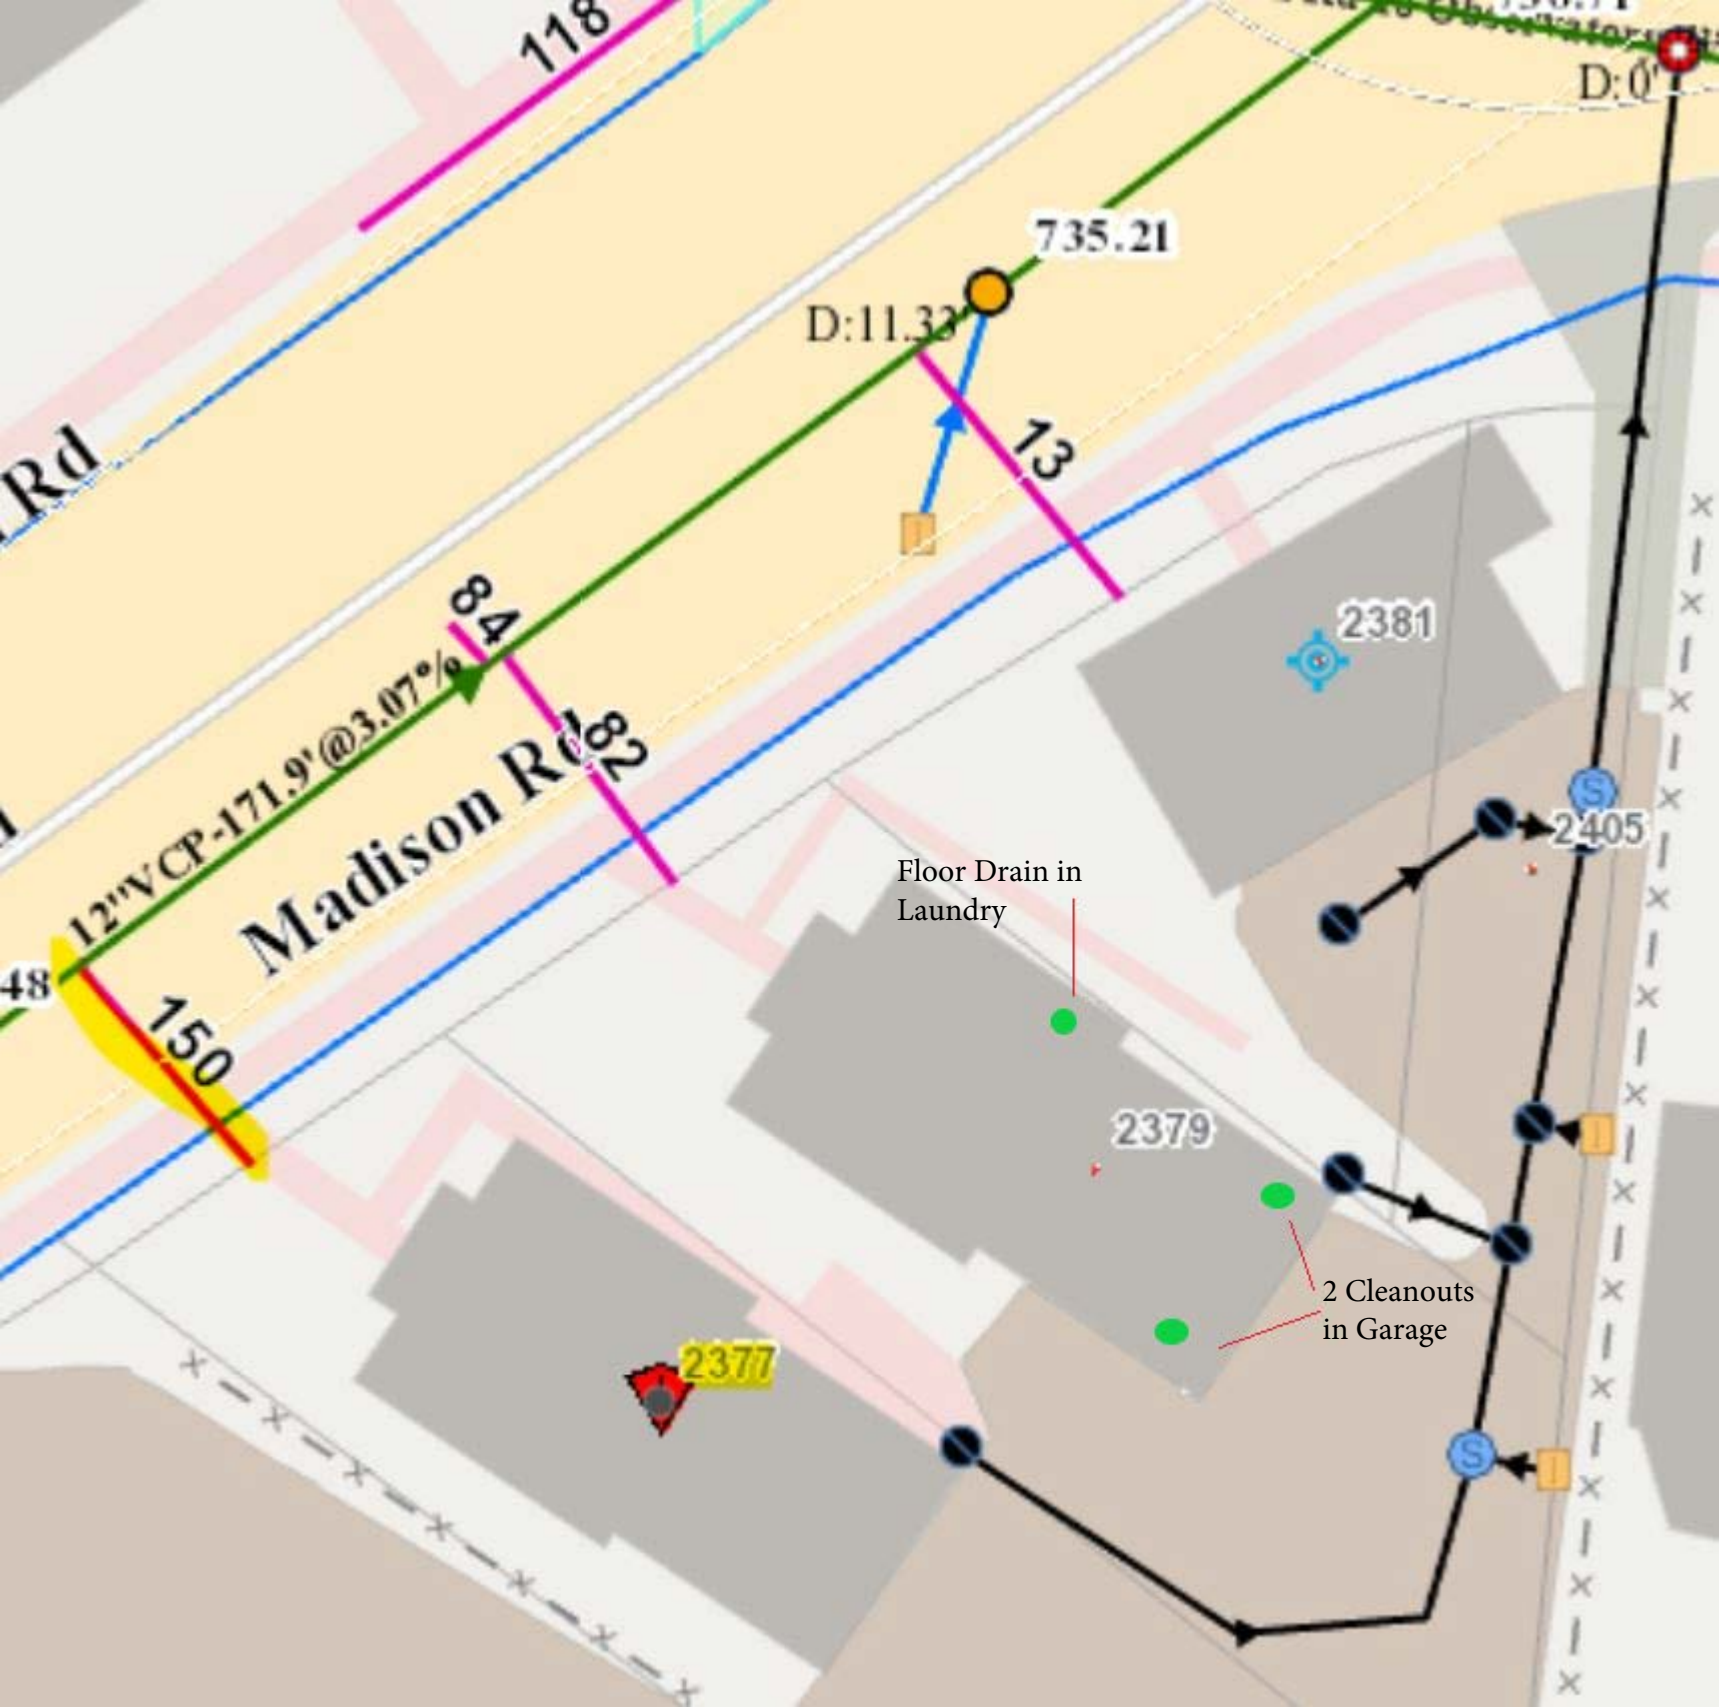 118
D:0'
735.21
D:11.33'
13
Rd
84
2381
12"VCP-171.9'@3.07%
82
Madison Rd
S
2405
Floor Drain in
Laundry
48
150
2379
2 Cleanouts
in Garage
2377
S